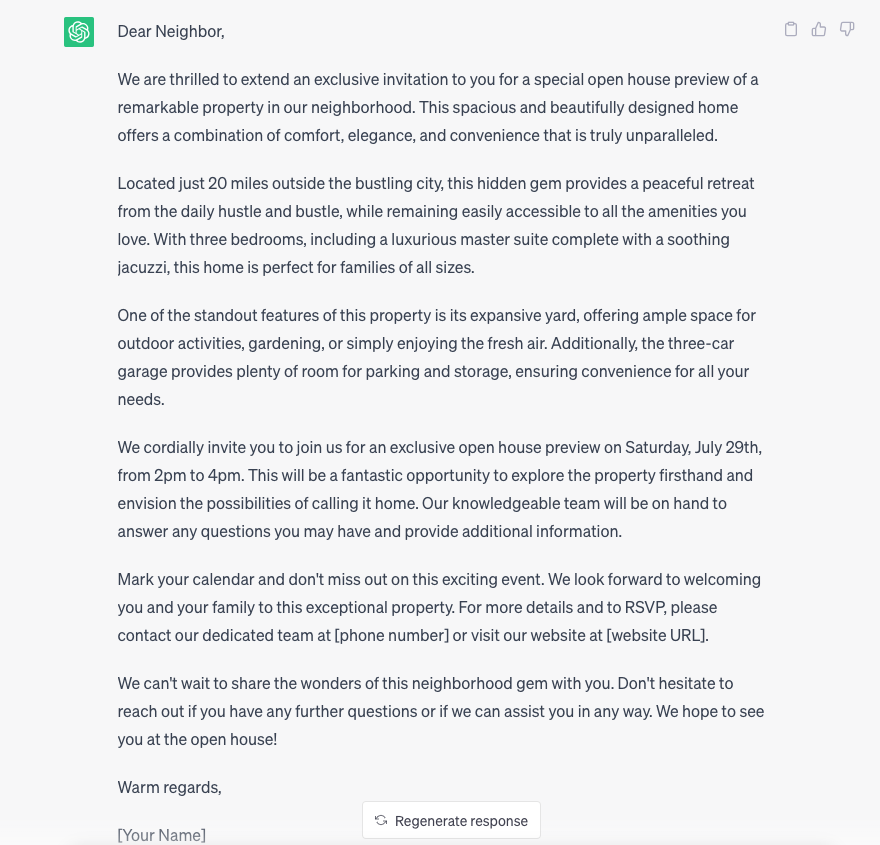 Dear Neighbor,
We are thrilled to extend an exclusive invitation to you for a special open house preview of a
remarkable property in our neighborhood. This spacious and beautifully designed home
offers a combination of comfort, elegance, and convenience that is truly unparalleled.
Located just 20 miles outside the bustling city, this hidden gem provides a peaceful retreat
from the daily hustle and bustle, while remaining easily accessible to all the amenities you
love. With three bedrooms, including a luxurious master suite complete with a soothing
jacuzzi, this home is perfect for families of all sizes.
One of the standout features of this property is its expansive yard, offering ample space for
outdoor activities, gardening, or simply enjoying the fresh air. Additionally, the three-car
garage provides plenty of room for parking and storage, ensuring convenience for all your
needs.
We cordially invite you to join us for an exclusive open house preview on Saturday, July 29th,
from 2pm to 4pm. This will be a fantastic opportunity to explore the property firsthand and
envision the possibilities of calling it home. Our knowledgeable team will be on hand to
answer any questions you may have and provide additional information.
Mark your calendar and don't miss out on this exciting event. We look forward to welcoming
you and your family to this exceptional property. For more details and to RSVP, please
contact our dedicated team at [phone number] or visit our website at [website URL].
We can't wait to share the wonders of this neighborhood gem with you. Don't hesitate to
reach out if you have any further questions or if we can assist you in any way. We hope to see
you at the open house!
Warm regards,
Regenerate response
[Your Name]